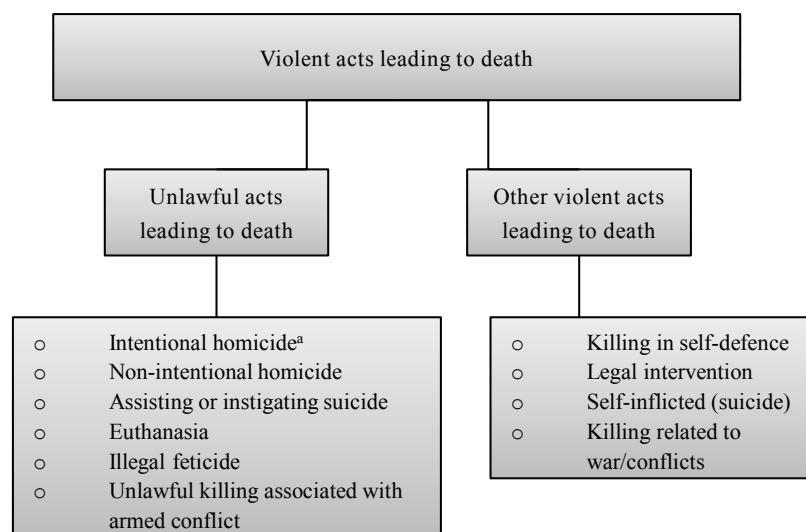 Violent acts leading to death
Unlawful acts
leading to death
Other violent acts
leading to death
o Intentional homicideᵃ
o Non-intentional homicide
o Assisting or instigating suicide
o Euthanasia
o Illegal feticide
o Unlawful killing associated with
armed conflict
o Killing in self-defence
o Legal intervention
o Self-inflicted (suicide)
o Killing related to
war/conflicts